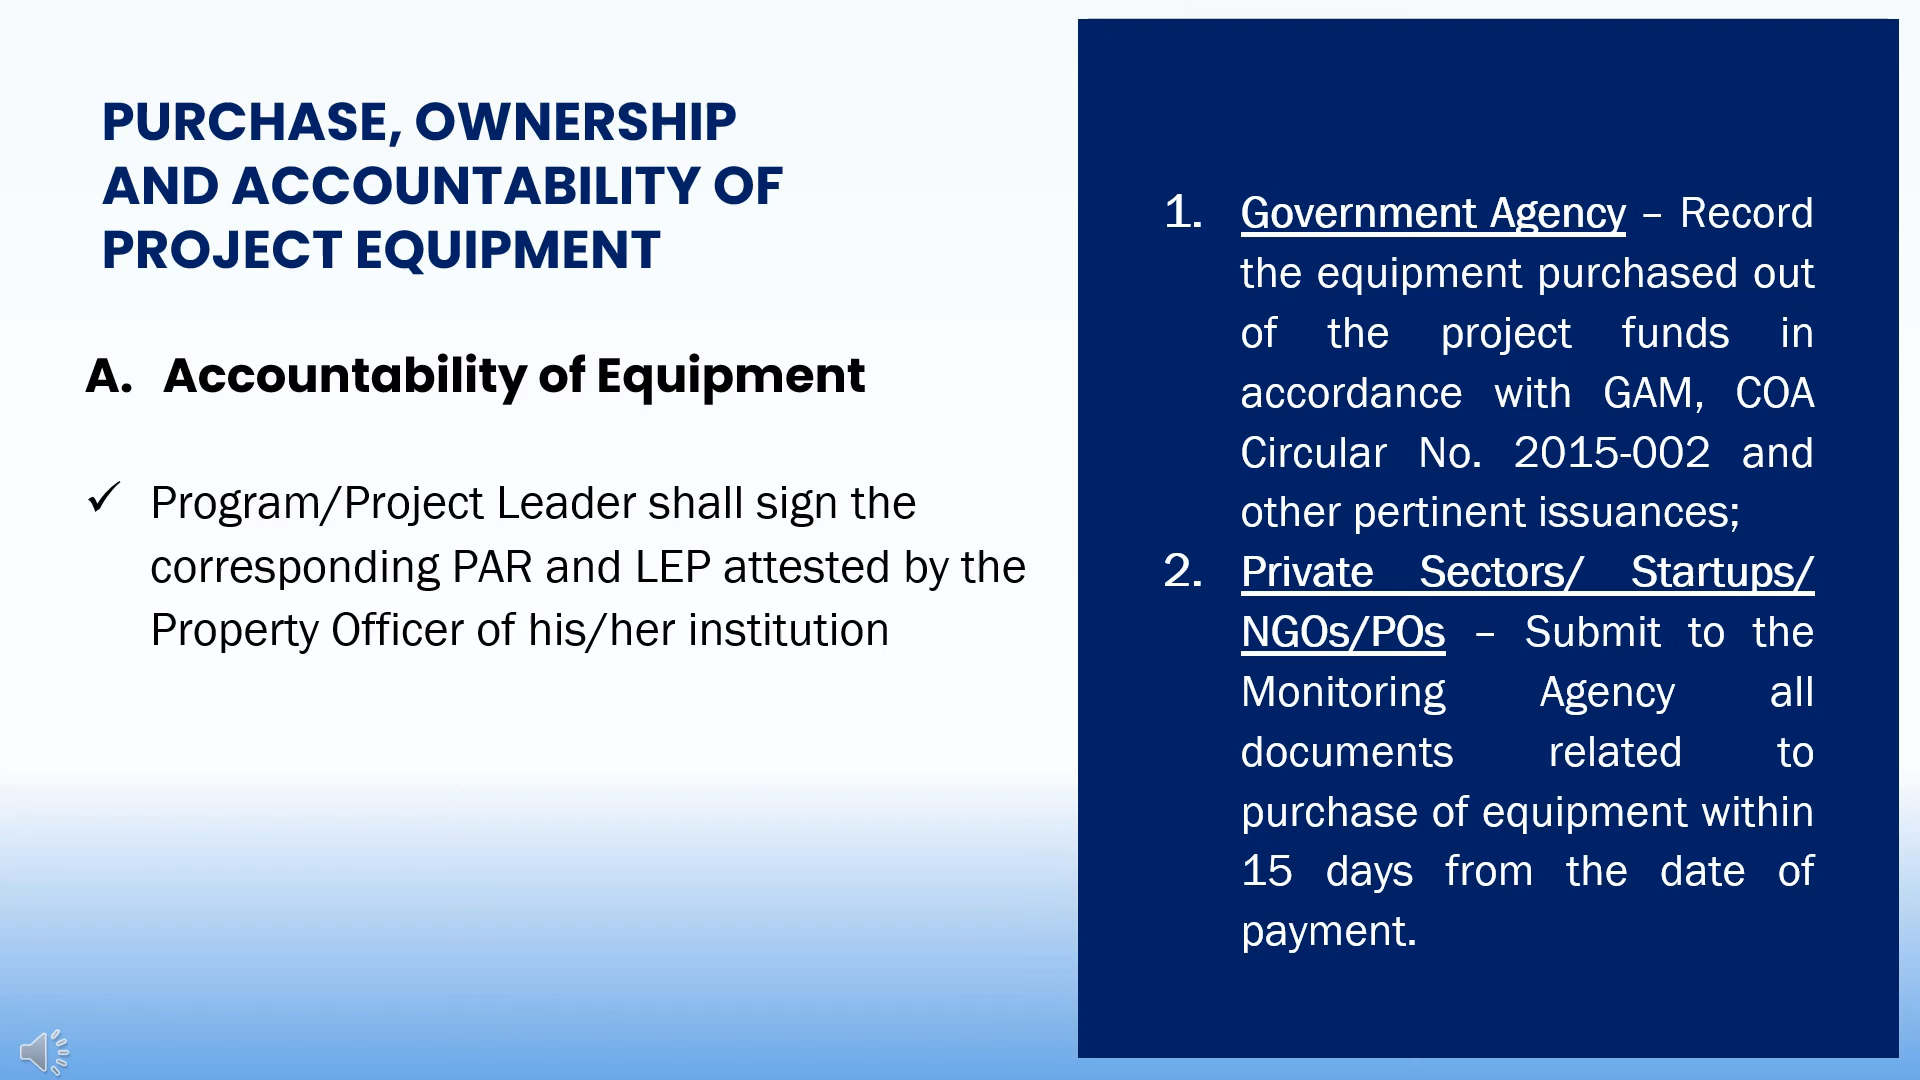 PURCHASE, OWNERSHIP
AND ACCOUNTABILITY OF
PROJECT EQUIPMENT
A. Accountability of Equipment
✓ Program/Project Leader shall sign the
corresponding PAR and LEP attested by the
Property Officer of his/her institution
1. Government Agency – Record
the equipment purchased out
of the project funds in
accordance with GAM, COA
Circular No. 2015-002 and
other pertinent issuances;
2. Private Sectors/ Startups/
NGOs/POs – Submit to the
Monitoring Agency all
documents related to
purchase of equipment within
15 days from the date of
payment.